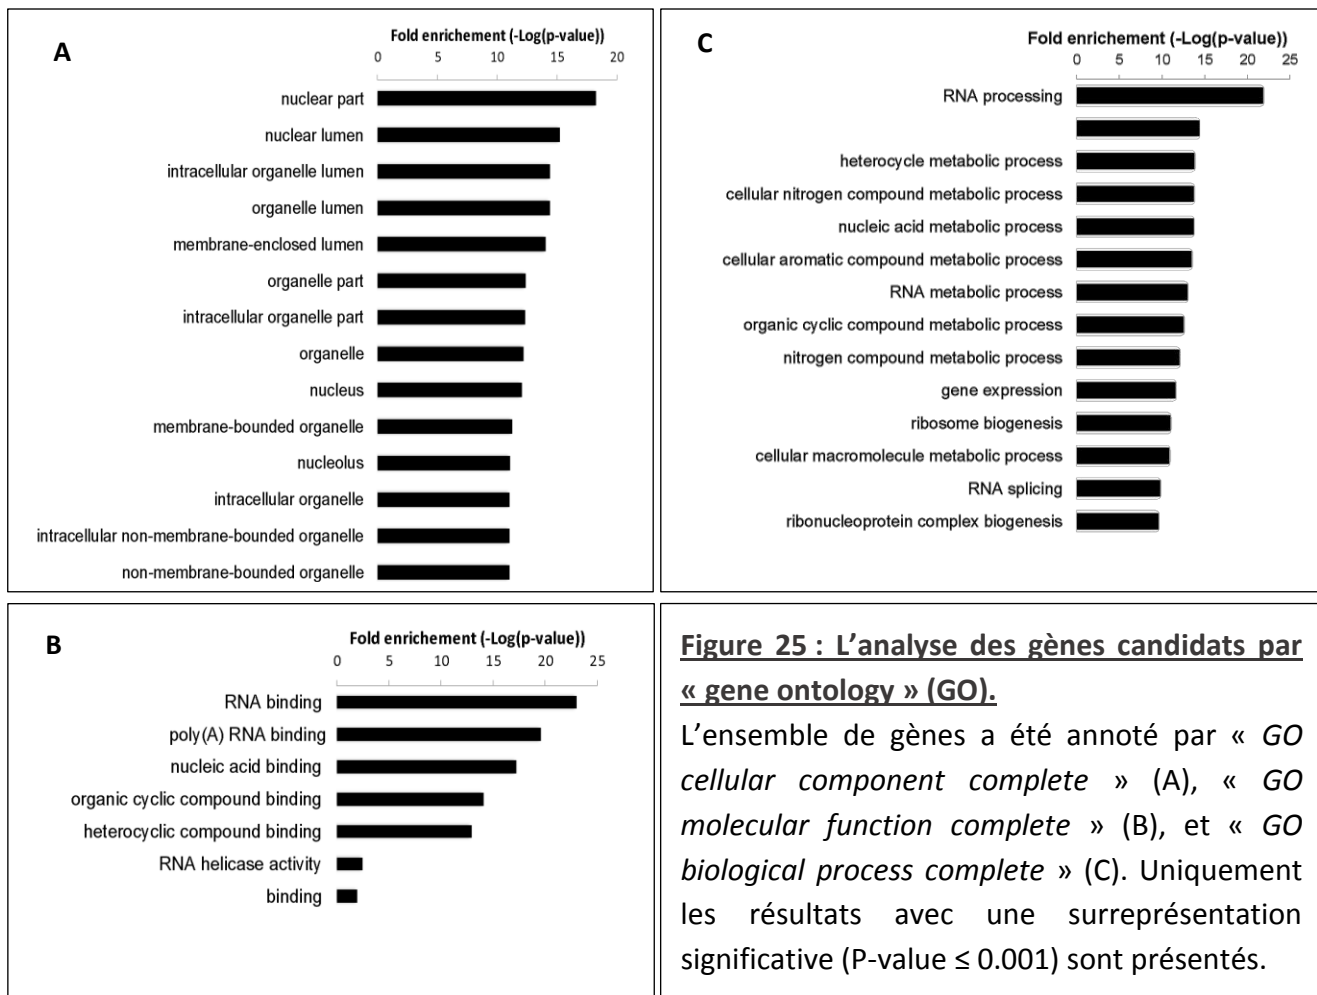 A
Fold enrichement (-Log(p-value))
0 5 10 15 20
nuclear part
nuclear lumen
intracellular organelle lumen
organelle lumen
membrane-enclosed lumen
organelle part
intracellular organelle part
organelle
nucleus
membrane-bounded organelle
nucleolus
intracellular organelle
intracellular non-membrane-bounded organelle
non-membrane-bounded organelle
C
Fold enrichement (-Log(p-value))
0 5 10 15 20 25
RNA processing
heterocycle metabolic process
cellular nitrogen compound metabolic process
nucleic acid metabolic process
cellular aromatic compound metabolic process
RNA metabolic process
organic cyclic compound metabolic process
nitrogen compound metabolic process
gene expression
ribosome biogenesis
cellular macromolecule metabolic process
RNA splicing
ribonucleoprotein complex biogenesis
B
Fold enrichement (-Log(p-value))
0 5 10 15 20 25
RNA binding
poly(A) RNA binding
nucleic acid binding
organic cyclic compound binding
heterocyclic compound binding
RNA helicase activity
binding
Figure 25 : L’analyse des gènes candidats par
« gene ontology » (GO).
L’ensemble de gènes a été annoté par « GO
cellular component complete » (A), « GO
molecular function complete » (B), et « GO
biological process complete » (C). Uniquement
les résultats avec une surreprésentation
significative (P-value ≤ 0.001) sont présentés.